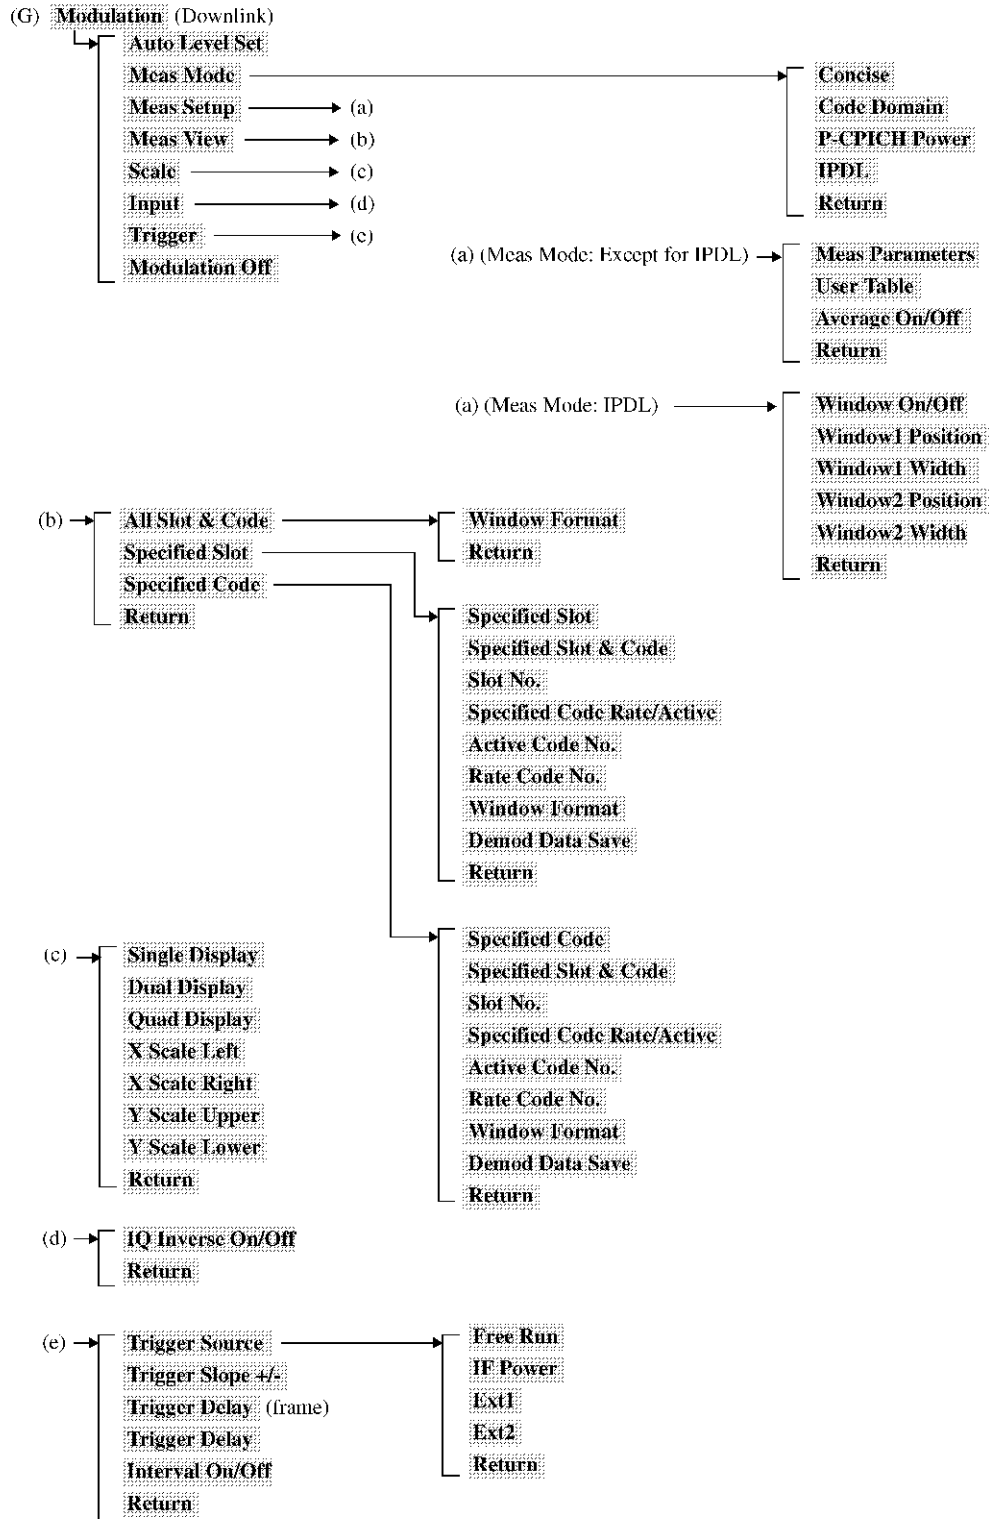 (G) Modulation (Downlink)
Auto Level Set
Meas Mode
Meas Setup (a)
Meas View (b)
Scale (c)
Input (d)
Trigger (e)
Modulation Off
Concise
Code Domain
P-CPICH Power
IPDL
Return
(a) (Meas Mode: Except for IPDL)
Meas Parameters
User Table
Average On/Off
Return
(a) (Meas Mode: IPDL)
Window On/Off
Window1 Position
Window1 Width
Window2 Position
Window2 Width
Return
(b) All Slot & Code
Specified Slot
Specified Code
Return
Window Format
Return
Specified Slot
Specified Slot & Code
Slot No.
Specified Code Rate/Active
Active Code No.
Rate Code No.
Window Format
Demod Data Save
Return
Specified Code
Specified Slot & Code
Slot No.
Specified Code Rate/Active
Active Code No.
Rate Code No.
Window Format
Demod Data Save
Return
(c) Single Display
Dual Display
Quad Display
X Scale Left
X Scale Right
Y Scale Upper
Y Scale Lower
Return
(d) IQ Inverse On/Off
Return
(e) Trigger Source
Trigger Slope +/-
Trigger Delay (frame)
Trigger Delay
Interval On/Off
Return
Free Run
IF Power
Ext1
Ext2
Return